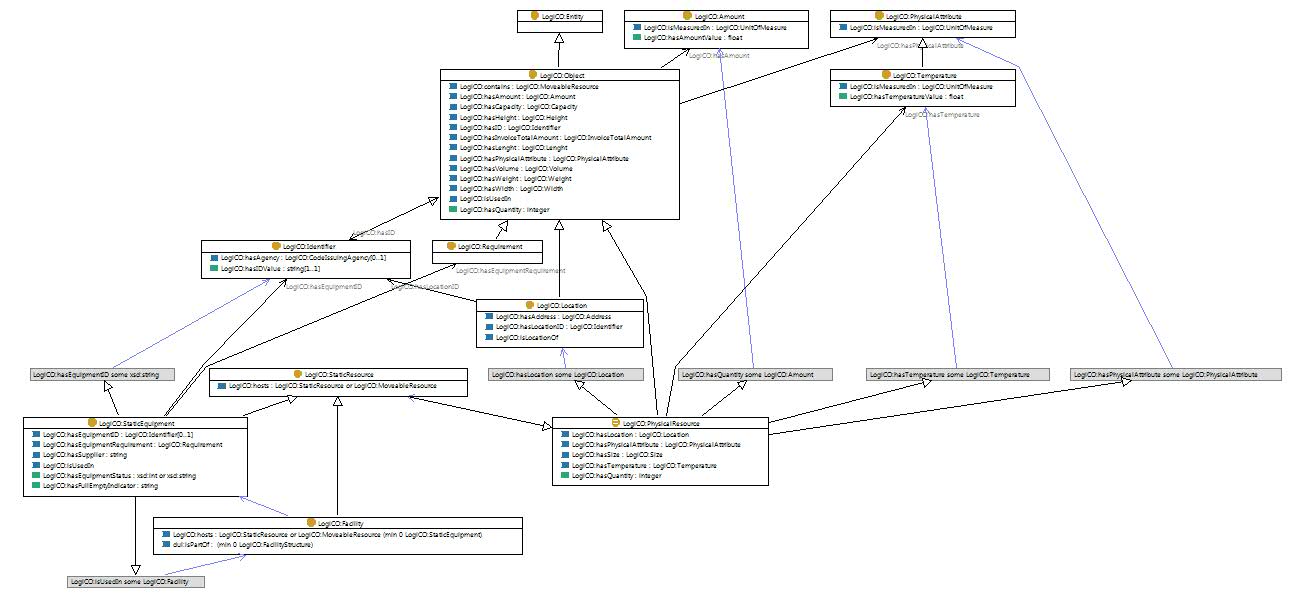 LogiCO:Entity
LogiCO:Amount
LogiCO:isMeasuredIn : LogiCO:UnitOfMeasure
LogiCO:hasAmountValue : float
LogiCO:PhysicalAttribute
LogiCO:isMeasuredIn : LogiCO:UnitOfMeasure
LogiCO:hasPhysicalAttribute
LogiCO:hasAmount
LogiCO:Object
LogiCO:contains : LogiCO:MoveableResource
LogiCO:hasAmount : LogiCO:Amount
LogiCO:hasCapacity : LogiCO:Capacity
LogiCO:hasHeight : LogiCO:Height
LogiCO:hasID : LogiCO:Identifier
LogiCO:hasInvoiceTotalAmount : LogiCO:InvoiceTotalAmount
LogiCO:hasLenght : LogiCO:Lenght
LogiCO:hasPhysicalAttribute : LogiCO:PhysicalAttribute
LogiCO:hasVolume : LogiCO:Volume
LogiCO:hasWeight : LogiCO:Weight
LogiCO:hasWidth : LogiCO:Width
LogiCO:isUsedIn
LogiCO:hasQuantity : integer
LogiCO:Temperature
LogiCO:isMeasuredIn : LogiCO:UnitOfMeasure
LogiCO:hasTemperatureValue : float
LogiCO:hasTemperature
LogiCO:hasID
LogiCO:Identifier
LogiCO:hasAgency : LogiCO:CodeIssuingAgency[0..1]
LogiCO:hasIDValue : string[1..1]
LogiCO:Requirement
LogiCO:hasEquipmentRequirement
LogiCO:hasEquipmentID
LogiCO:hasLocationID
LogiCO:Location
LogiCO:hasAddress : LogiCO:Address
LogiCO:hasLocationID : LogiCO:Identifier
LogiCO:isLocationOf
LogiCO:hasEquipmentID some xsd:string
LogiCO:StaticResource
LogiCO:hosts : LogiCO:StaticResource or LogiCO:MoveableResource
LogiCO:hasLocation some LogiCO:Location
LogiCO:hasQuantity some LogiCO:Amount
LogiCO:hasTemperature some LogiCO:Temperature
LogiCO:hasPhysicalAttribute some LogiCO:PhysicalAttribute
LogiCO:StaticEquipment
LogiCO:hasEquipmentID : LogiCO:Identifier[0..1]
LogiCO:hasEquipmentRequirement : LogiCO:Requirement
LogiCO:hasSupplier : string
LogiCO:isUsedIn
LogiCO:hasEquipmentStatus : xsd:int or xsd:string
LogiCO:hasFullEmptyIndicator : string
LogiCO:PhysicalResource
LogiCO:hasLocation : LogiCO:Location
LogiCO:hasPhysicalAttribute : LogiCO:PhysicalAttribute
LogiCO:hasSize : LogiCO:Size
LogiCO:hasTemperature : LogiCO:Temperature
LogiCO:hasQuantity : integer
LogiCO:Facility
LogiCO:hosts : LogiCO:StaticResource or LogiCO:MoveableResource (min 0 LogiCO:StaticEquipment)
dul:isPartOf : (min 0 LogiCO:FacilityStructure)
LogiCO:isUsedIn some LogiCO:Facility